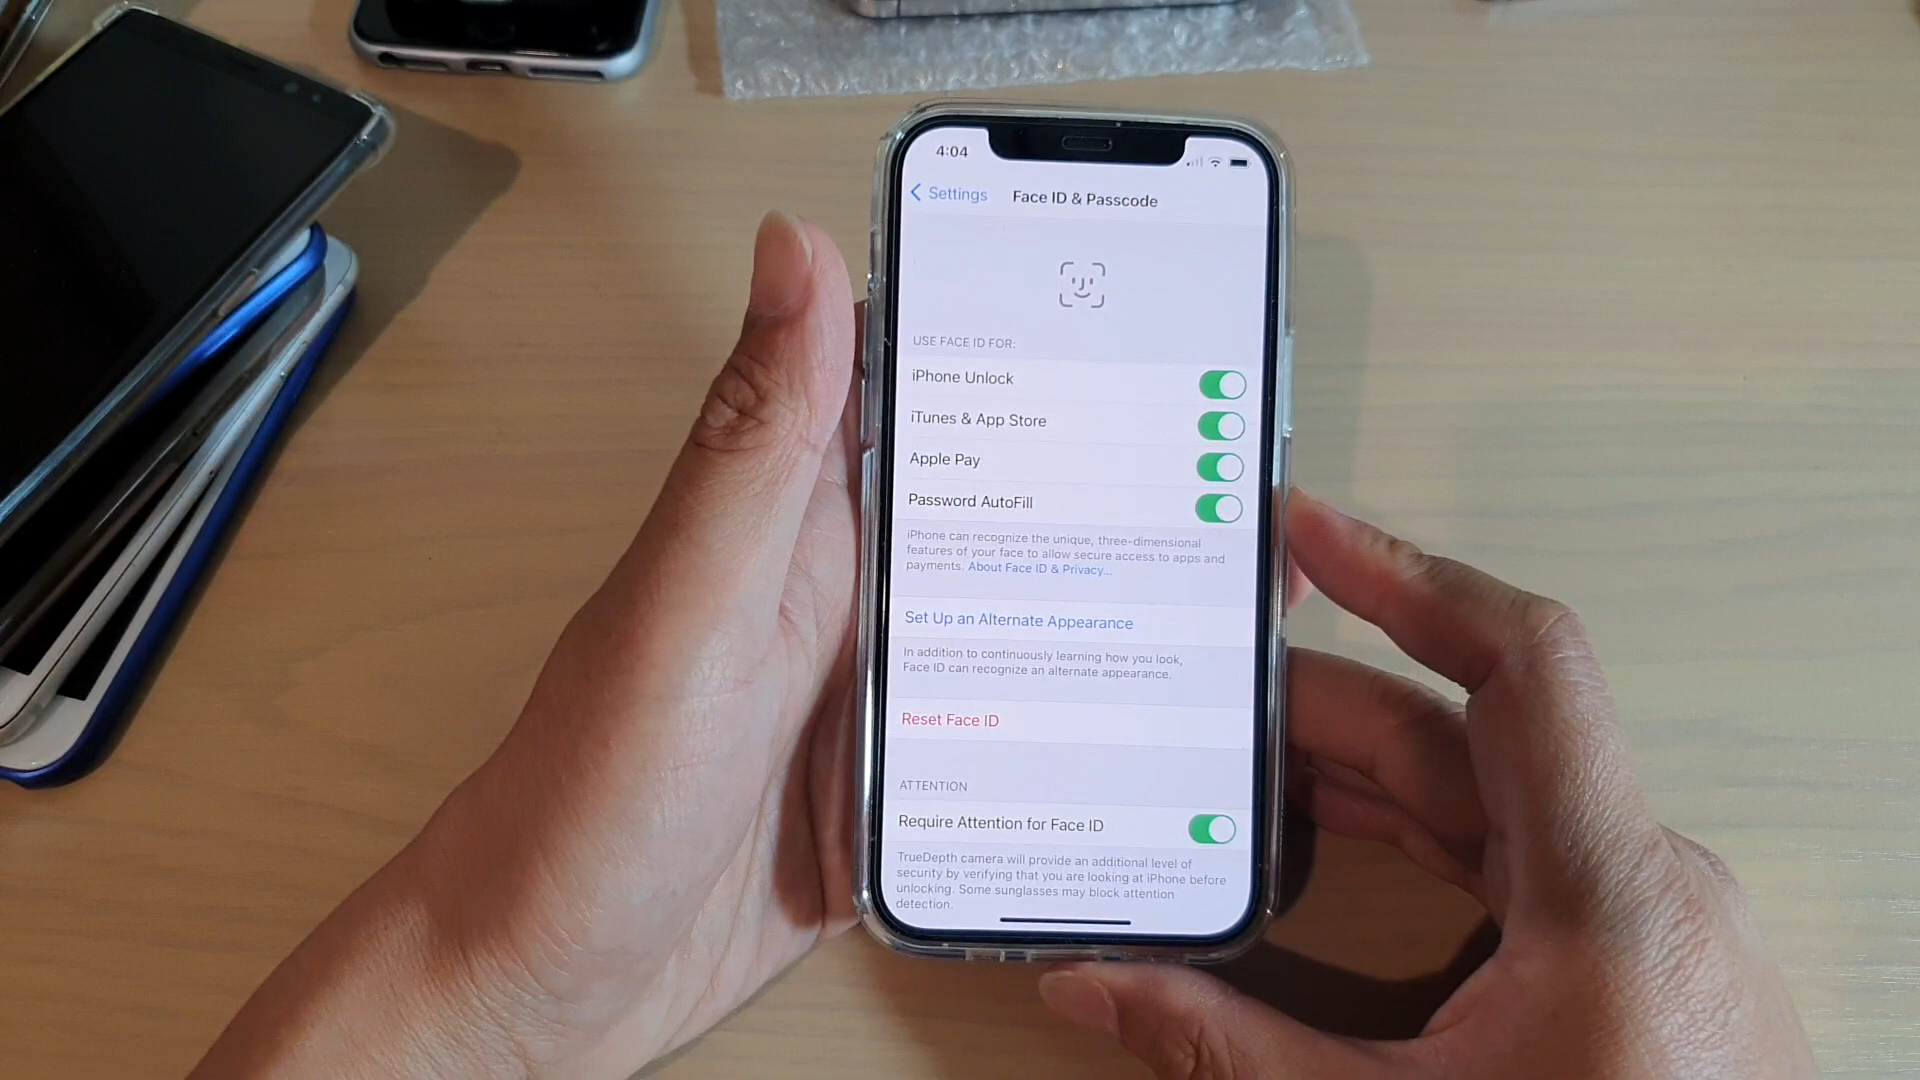 4:04
Settings Face ID & Passcode
USE FACE ID FOR:
iPhone Unlock
iTunes & App Store
Apple Pay
Password AutoFill
iPhone can recognize the unique, three-dimensional
features of your face to allow secure access to apps and
payments. About Face ID & Privacy...
Set Up an Alternate Appearance
In addition to continuously learning how you look,
Face ID can recognize an alternate appearance.
Reset Face ID
ATTENTION
Require Attention for Face ID
TrueDepth camera will provide an additional level of
security by verifying that you are looking at iPhone before
unlocking. Some sunglasses may block attention
detection.